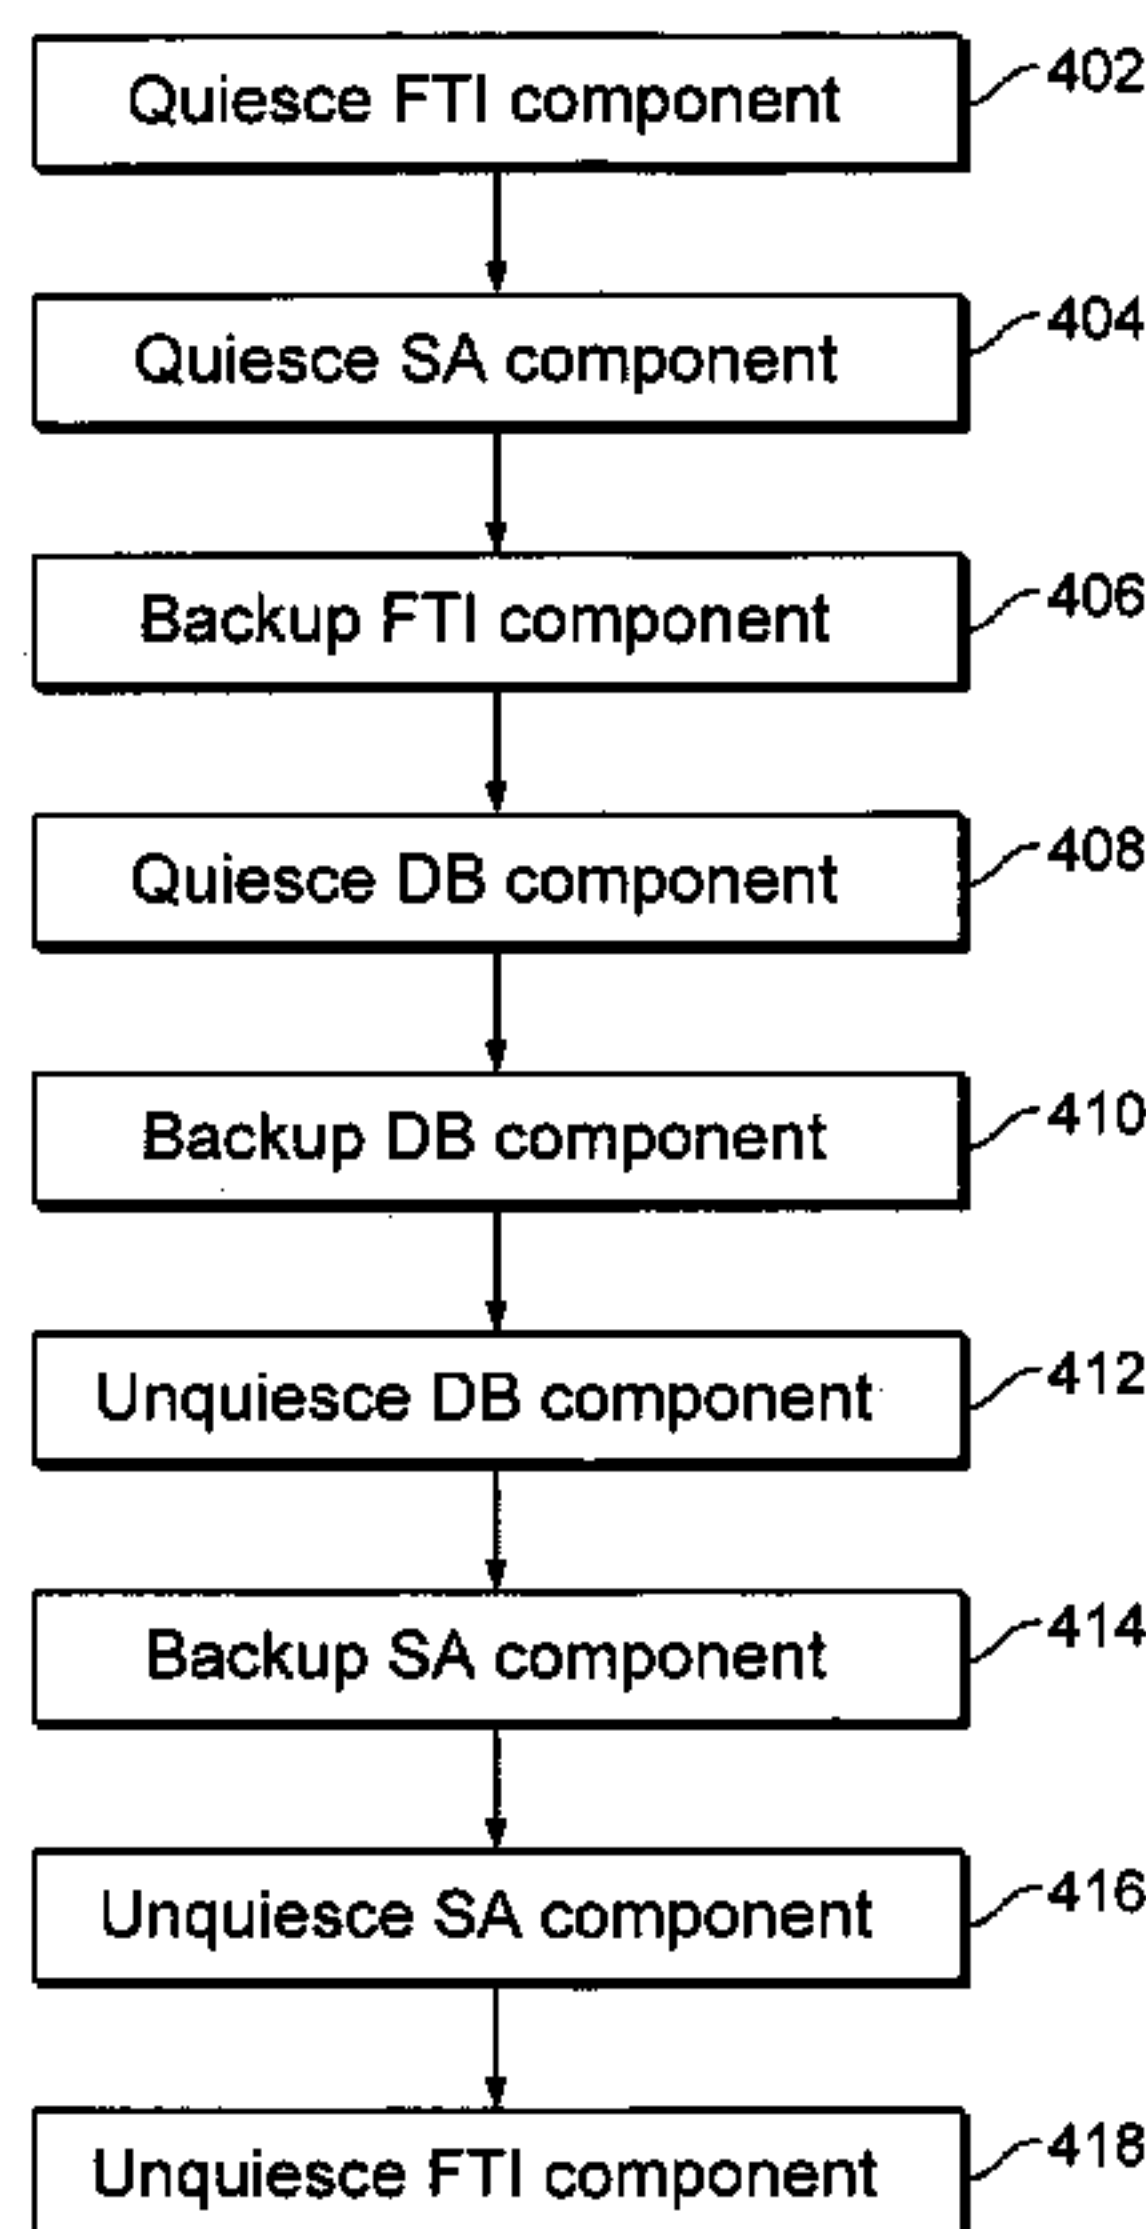 Quiesce FTI component
402
Quiesce SA component
404
Backup FTI component
406
Quiesce DB component
408
Backup DB component
410
Unquiesce DB component
412
Backup SA component
414
Unquiesce SA component
416
Unquiesce FTI component
418